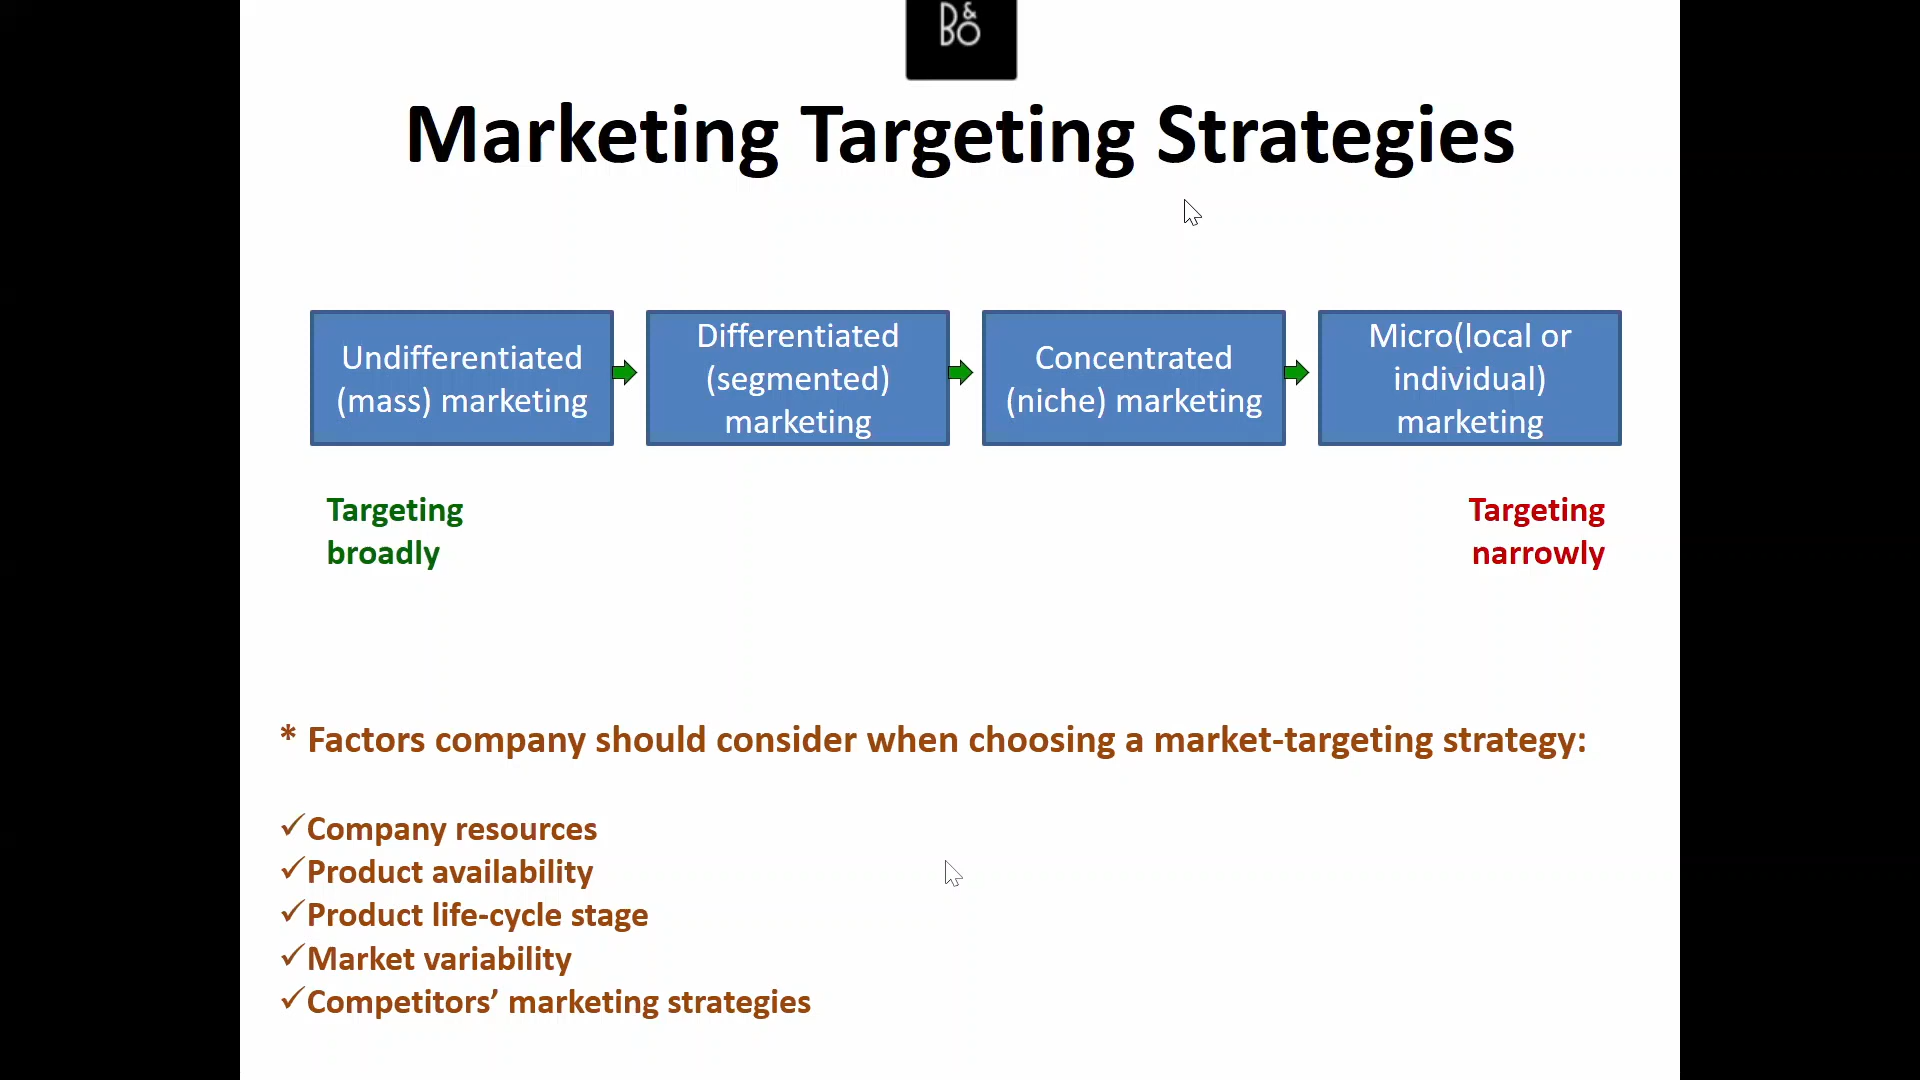 B&O
Marketing Targeting Strategies
Undifferentiated
(mass) marketing
Differentiated
(segmented)
marketing
Concentrated
(niche) marketing
Micro(local or
individual)
marketing
Targeting
broadly
Targeting
narrowly
* Factors company should consider when choosing a market-targeting strategy:
✓Company resources
✓Product availability
✓Product life-cycle stage
✓Market variability
✓Competitors’ marketing strategies